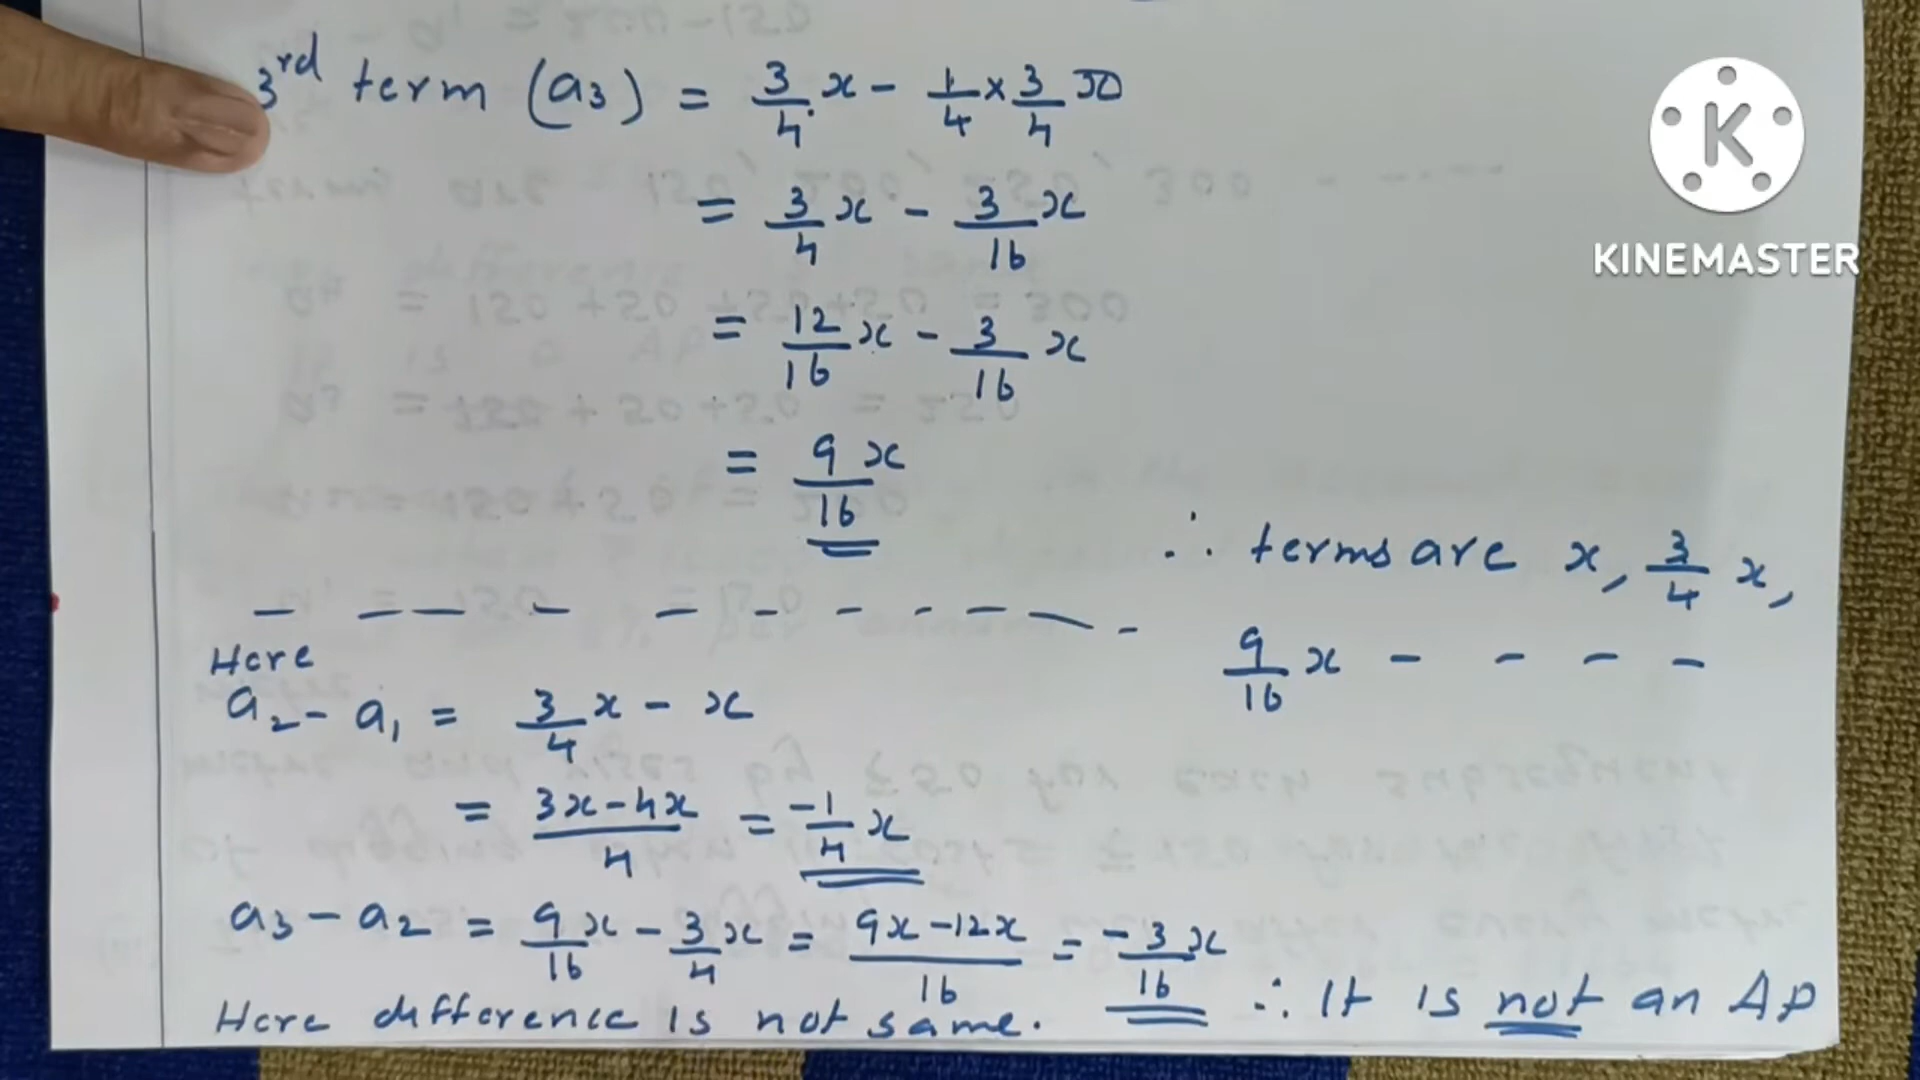 3rd term (a3) = 3/4 x - 1/4 × 3/4 x
= 3/4 x - 3/16 x
= 12/16 x - 3/16 x
= 9x/16
∴ terms are x, 3/4 x,
9/16 x - - - -
Here
a2 - a1 = 3/4 x - x
= 3x-4x/4 = -1/4 x
a3 - a2 = 9/16 x - 3/4 x = 9x-12x/16 = -3/16 x
Here difference is not same. ∴ It is not an AP
K
KINEMASTER